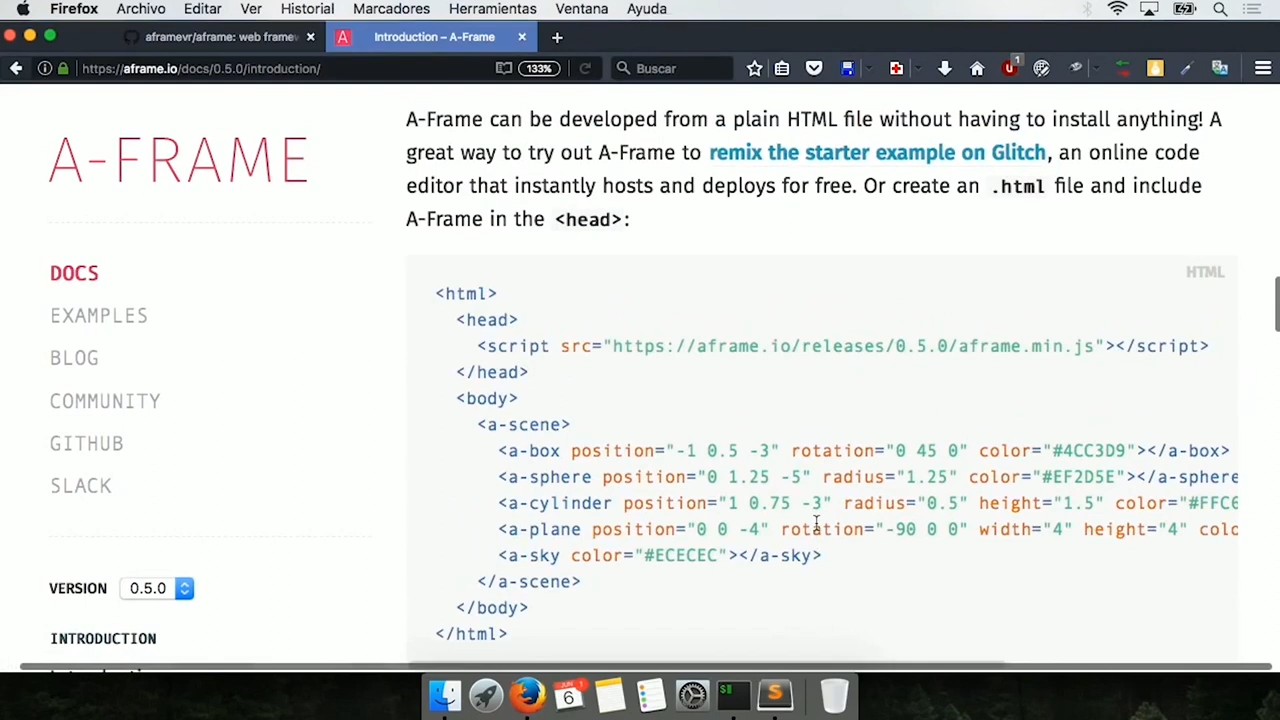 Firefox Archivo Editar Ver Historial Marcadores Herramientas Ventana Ayuda
aframevr/aframe: web framew
Introduction – A-Frame
https://aframe.io/docs/0.5.0/introduction/
133%
Buscar
1
A-FRAME
DOCS
EXAMPLES
BLOG
COMMUNITY
GITHUB
SLACK
VERSION 0.5.0
INTRODUCTION
A-Frame can be developed from a plain HTML file without having to install anything! A
great way to try out A-Frame to remix the starter example on Glitch, an online code
editor that instantly hosts and deploys for free. Or create an .html file and include
A-Frame in the <head>:
HTML
<html>
<head>
<script src="https://aframe.io/releases/0.5.0/aframe.min.js"></script>
</head>
<body>
<a-scene>
<a-box position="-1 0.5 -3" rotation="0 45 0" color="#4CC3D9"></a-box>
<a-sphere position="0 1.25 -5" radius="1.25" color="#EF2D5E"></a-sphere
<a-cylinder position="1 0.75 -3" radius="0.5" height="1.5" color="#FFC6
<a-plane position="0 0 -4" rotation="-90 0 0" width="4" height="4" colo
<a-sky color="#ECECEC"></a-sky>
</a-scene>
</body>
</html>
JUN 1
6